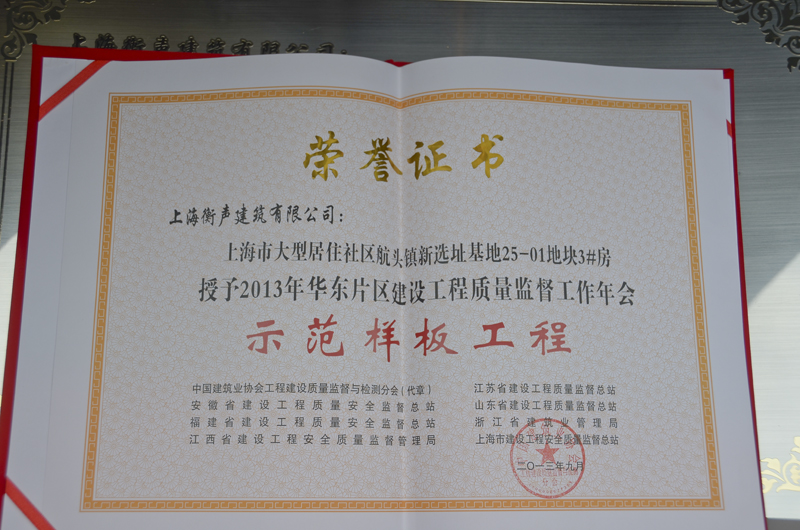 上海衡声建筑有限公司：
荣誉证书
上海衡声建筑有限公司：
上海市大型居住社区航头镇新选址基地25-01地块3#房
授予2013年华东片区建设工程质量监督工作年会
示范样板工程
中国建筑业协会工程建设质量监督与检测分会（代章）
安徽省建设工程质量安全监督总站
福建省建设工程质量安全监督总站
江西省建设工程安全质量监督管理局
江苏省建设工程质量监督总站
山东省建设工程质量监督总站
浙江省建筑业管理局
上海市建设工程安全质量监督总站
二〇一三年九月